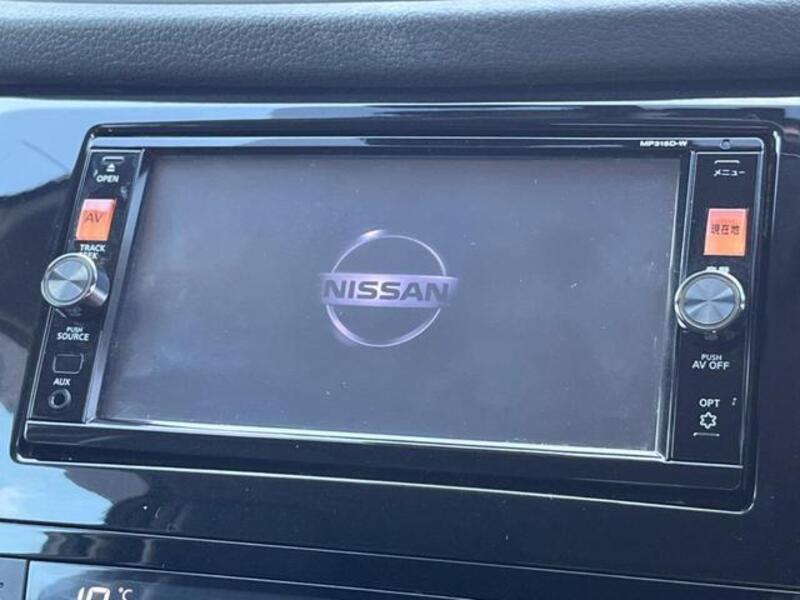 MP315D-W
OPEN
メニュー
AV
現在地
TRACK
NISSAN
PUSH
SOURCE
PUSH
AV OFF
AUX
OPT
℃